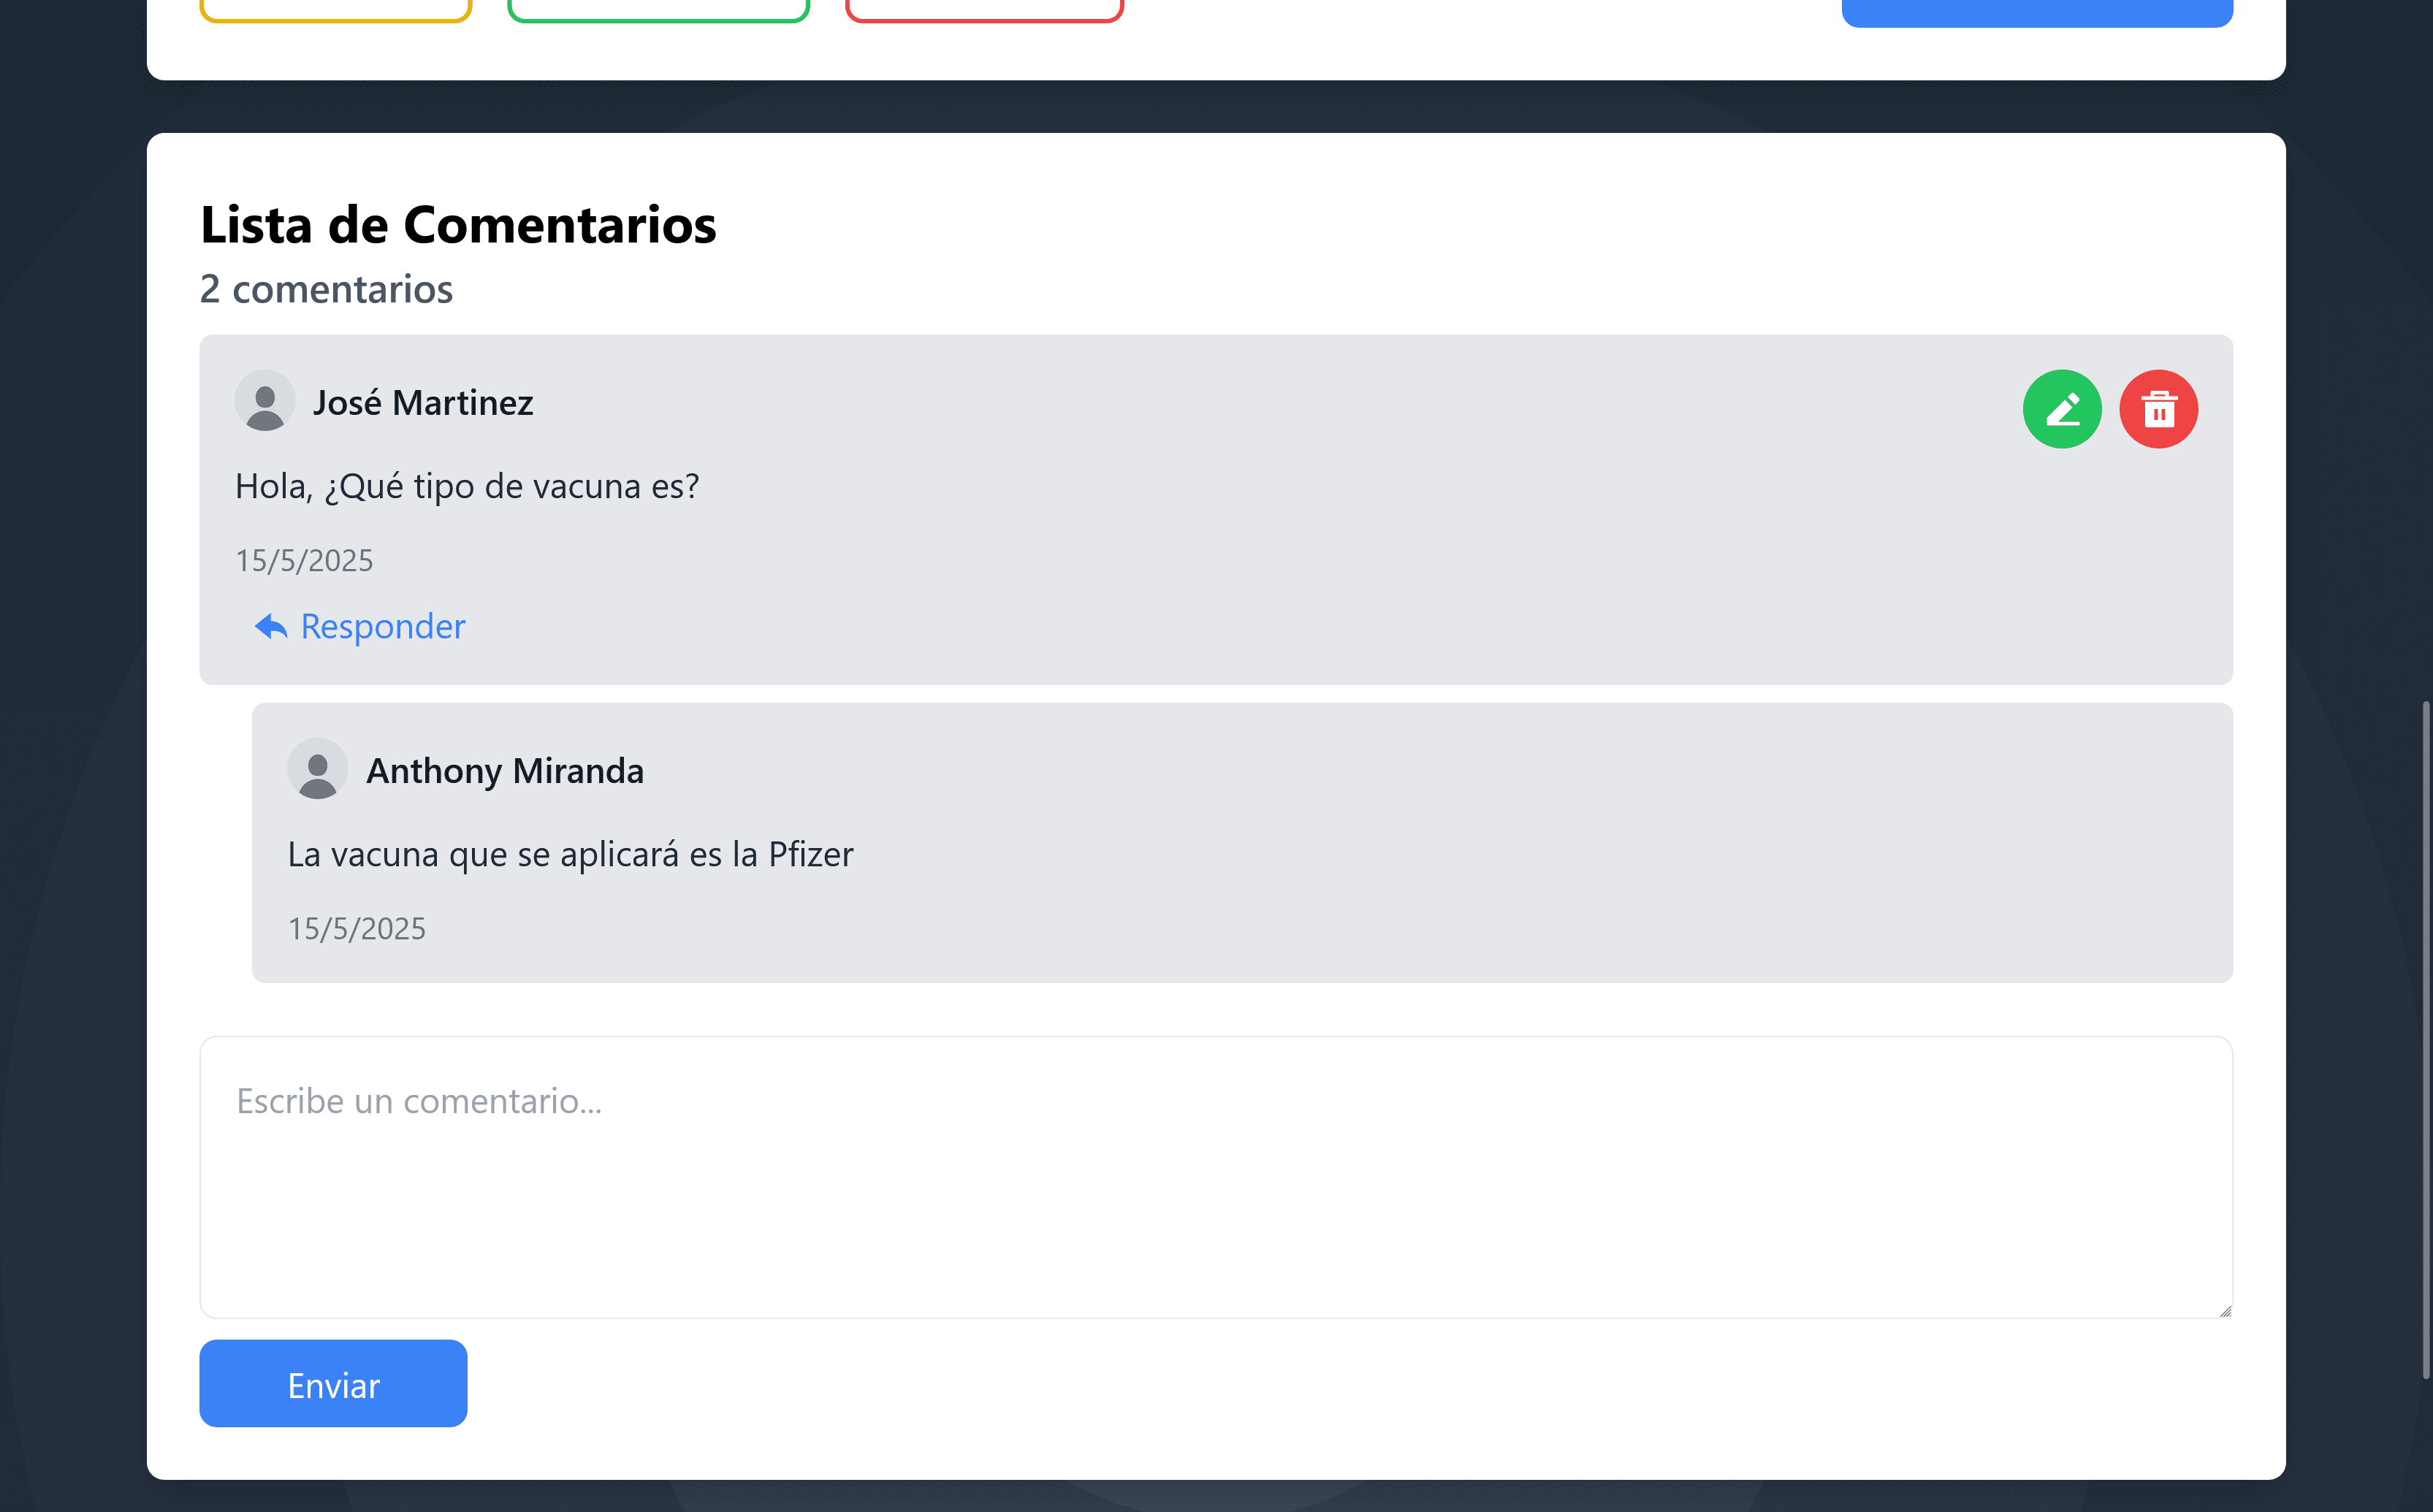 Lista de Comentarios
2 comentarios
José Martinez
Hola, ¿Qué tipo de vacuna es?
15/5/2025
Responder
Anthony Miranda
La vacuna que se aplicará es la Pfizer
15/5/2025
Escribe un comentario...
Enviar